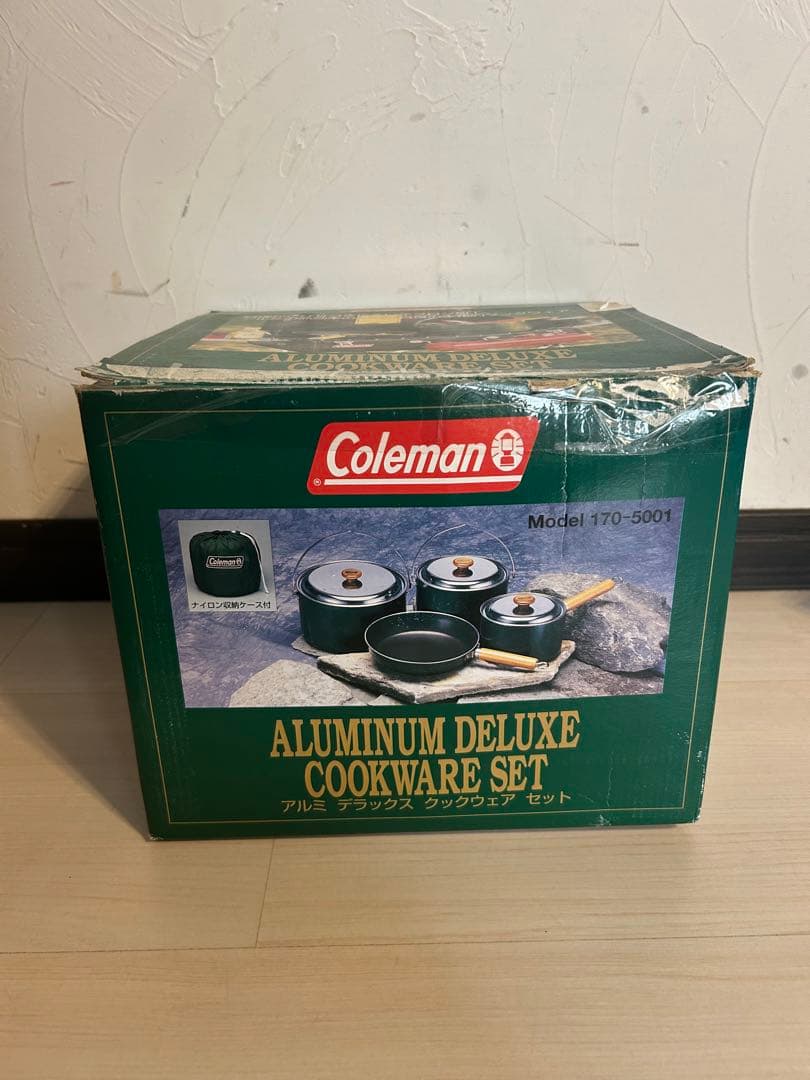 ALUMINUM DELUXE
COOKWARE SET
Coleman
®
Model 170-5001
Coleman
ナイロン収納ケース付
ALUMINUM DELUXE
COOKWARE SET
アルミ デラックス クックウェア セット